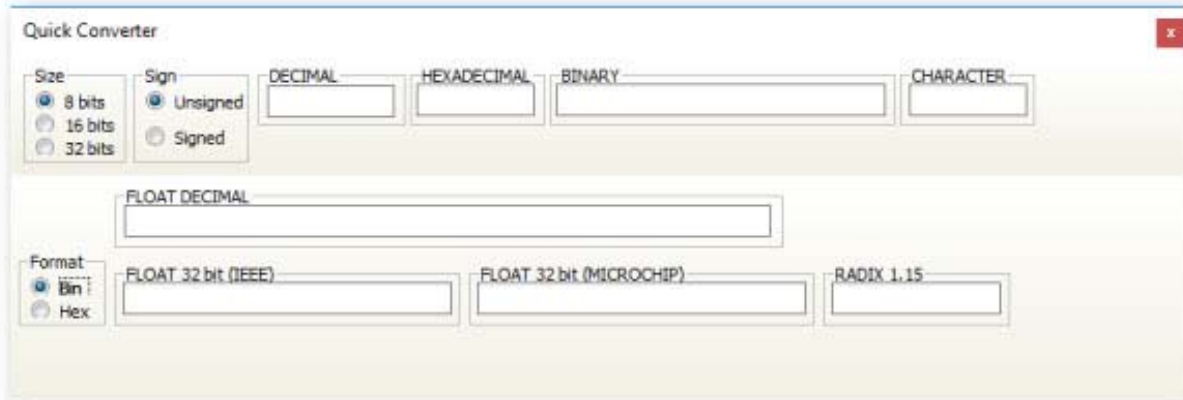 Quick Converter
x
Size
8 bits
16 bits
32 bits
Sign
Unsigned
Signed
DECIMAL
HEXADECIMAL
BINARY
CHARACTER
FLOAT DECIMAL
Format
Bin
Hex
FLOAT 32 bit (IEEE)
FLOAT 32 bit (MICROCHIP)
RADIX 1.15